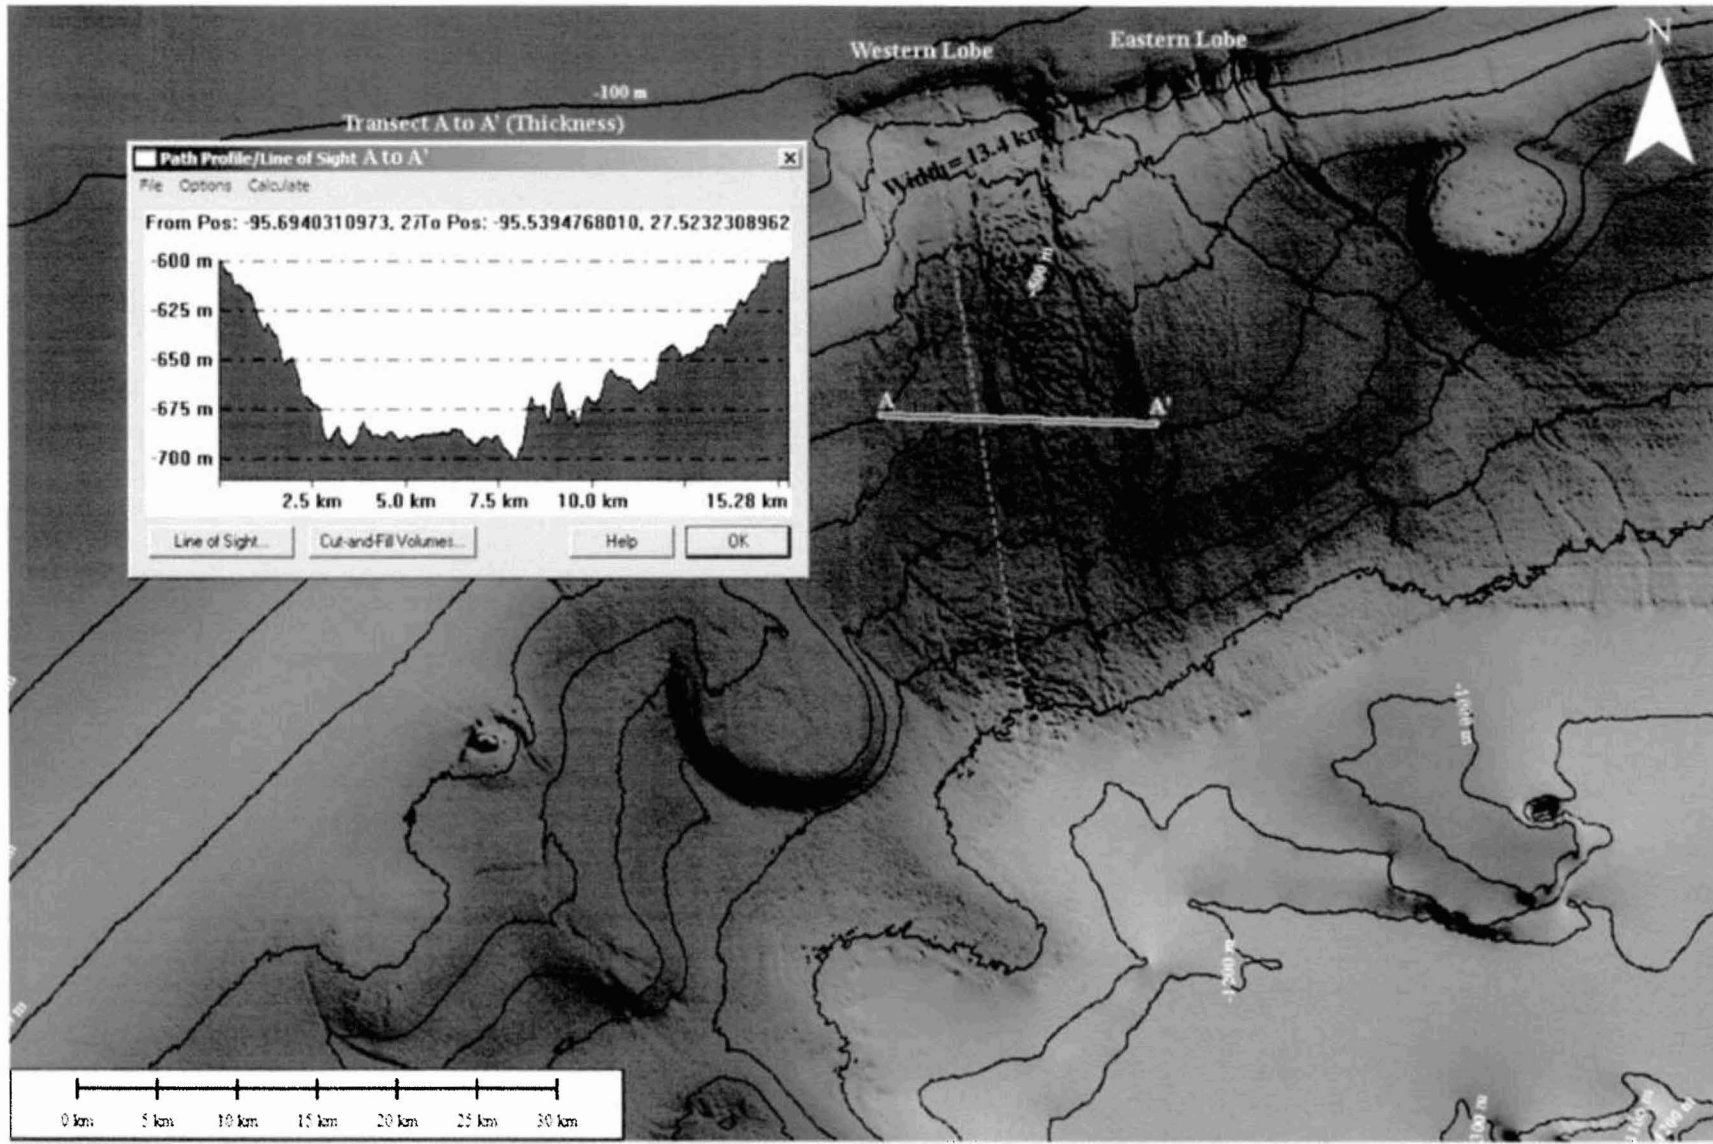 Western Lobe
Eastern Lobe
N
-100 m
Transect A to A' (Thickness)
Path Profile/Line of Sight A to A'
File Options Calculate
From Pos: -95.6940310973, 27To Pos: -95.5394768010, 27.5232308962
-600 m
-625 m
-650 m
-675 m
-700 m
2.5 km 5.0 km 7.5 km 10.0 km 15.28 km
Line of Sight... Cut-and-Fill Volumes... Help OK
Width= 13.4 km
A
A'
-1200 m
0 km 5 km 10 km 15 km 20 km 25 km 30 km